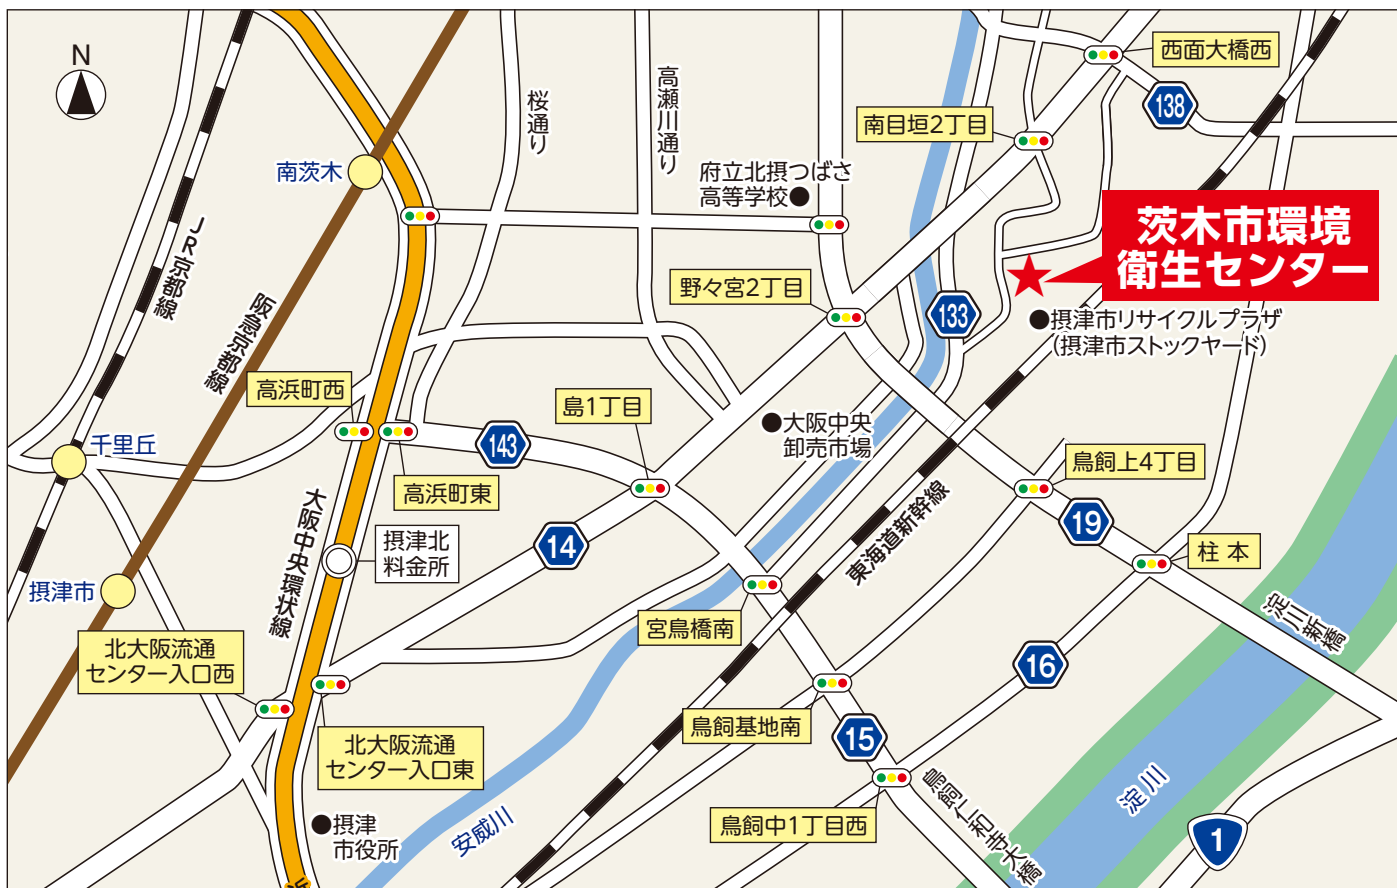 N
西面大橋西
138
南目垣2丁目
桜通り
高瀬川通り
南茨木
府立北摂つばさ
高等学校
茨木市環境
衛生センター
JR京都線
阪急京都線
野々宮2丁目
133
摂津市リサイクルプラザ
(摂津市ストックヤード)
高浜町西
島1丁目
大阪中央
卸売市場
千里丘
143
高浜町東
鳥飼上4丁目
東海道新幹線
大阪中央環状線
摂津北
料金所
14
19
柱本
摂津市
宮鳥橋南
淀川新橋
北大阪流通
センター入口西
16
鳥飼基地南
15
北大阪流通
センター入口東
鳥飼仁和寺大橋
淀川
摂津
市役所
安威川
鳥飼中1丁目西
1